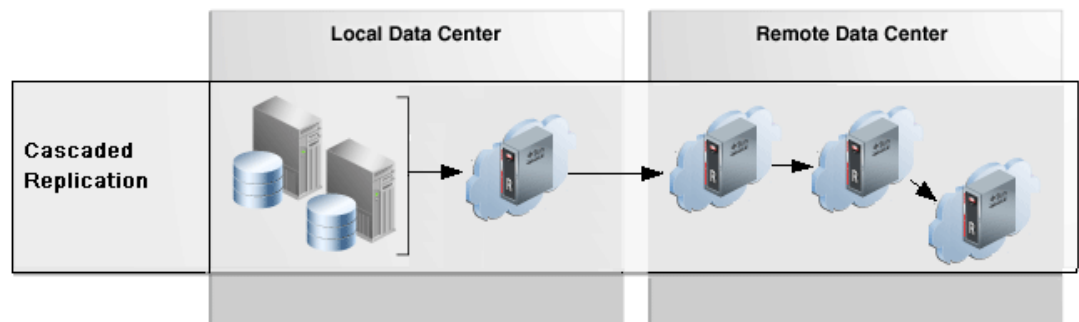 Local Data Center
Remote Data Center
Cascaded
Replication
R
R
R
R